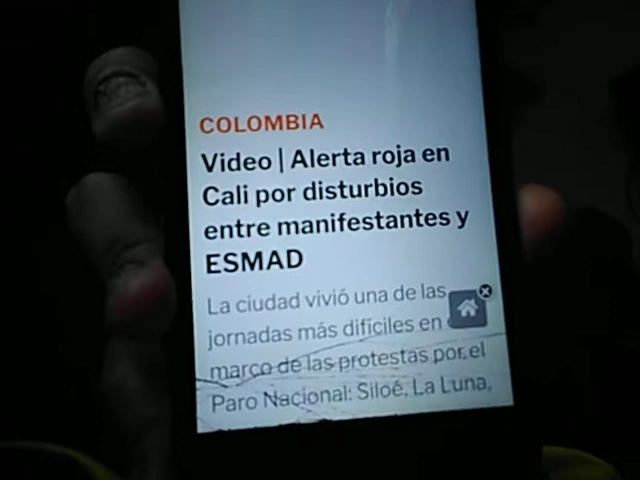 COLOMBIA
Video | Alerta roja en
Cali por disturbios
entre manifestantes y
ESMAD
La ciudad vivió una de las
jornadas más difíciles en
marco de las protestas por el
Paro Nacional: Siloé, La Luna,